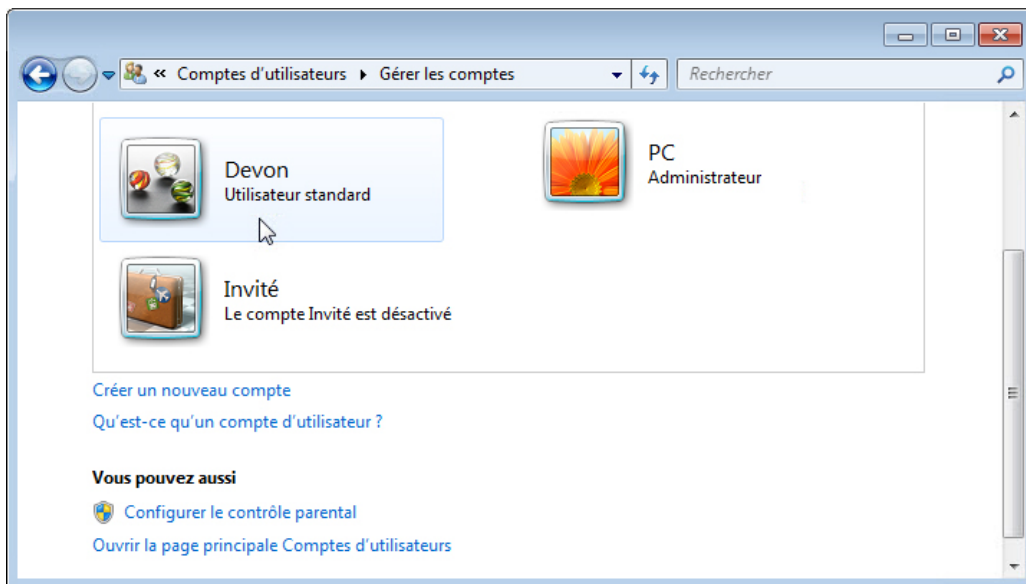 « Comptes d'utilisateurs ▸ Gérer les comptes
Rechercher
Devon
Utilisateur standard
PC
Administrateur
Invité
Le compte Invité est désactivé
Créer un nouveau compte
Qu'est-ce qu'un compte d'utilisateur ?
Vous pouvez aussi
Configurer le contrôle parental
Ouvrir la page principale Comptes d'utilisateurs